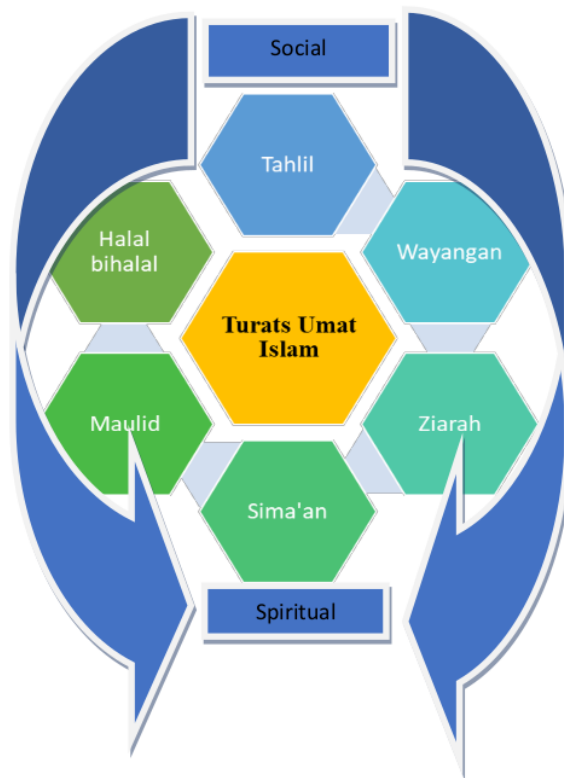 Social
Tahlil
Halal
bihalal
Wayangan
Turats Umat
Islam
Maulid
Ziarah
Sima'an
Spiritual